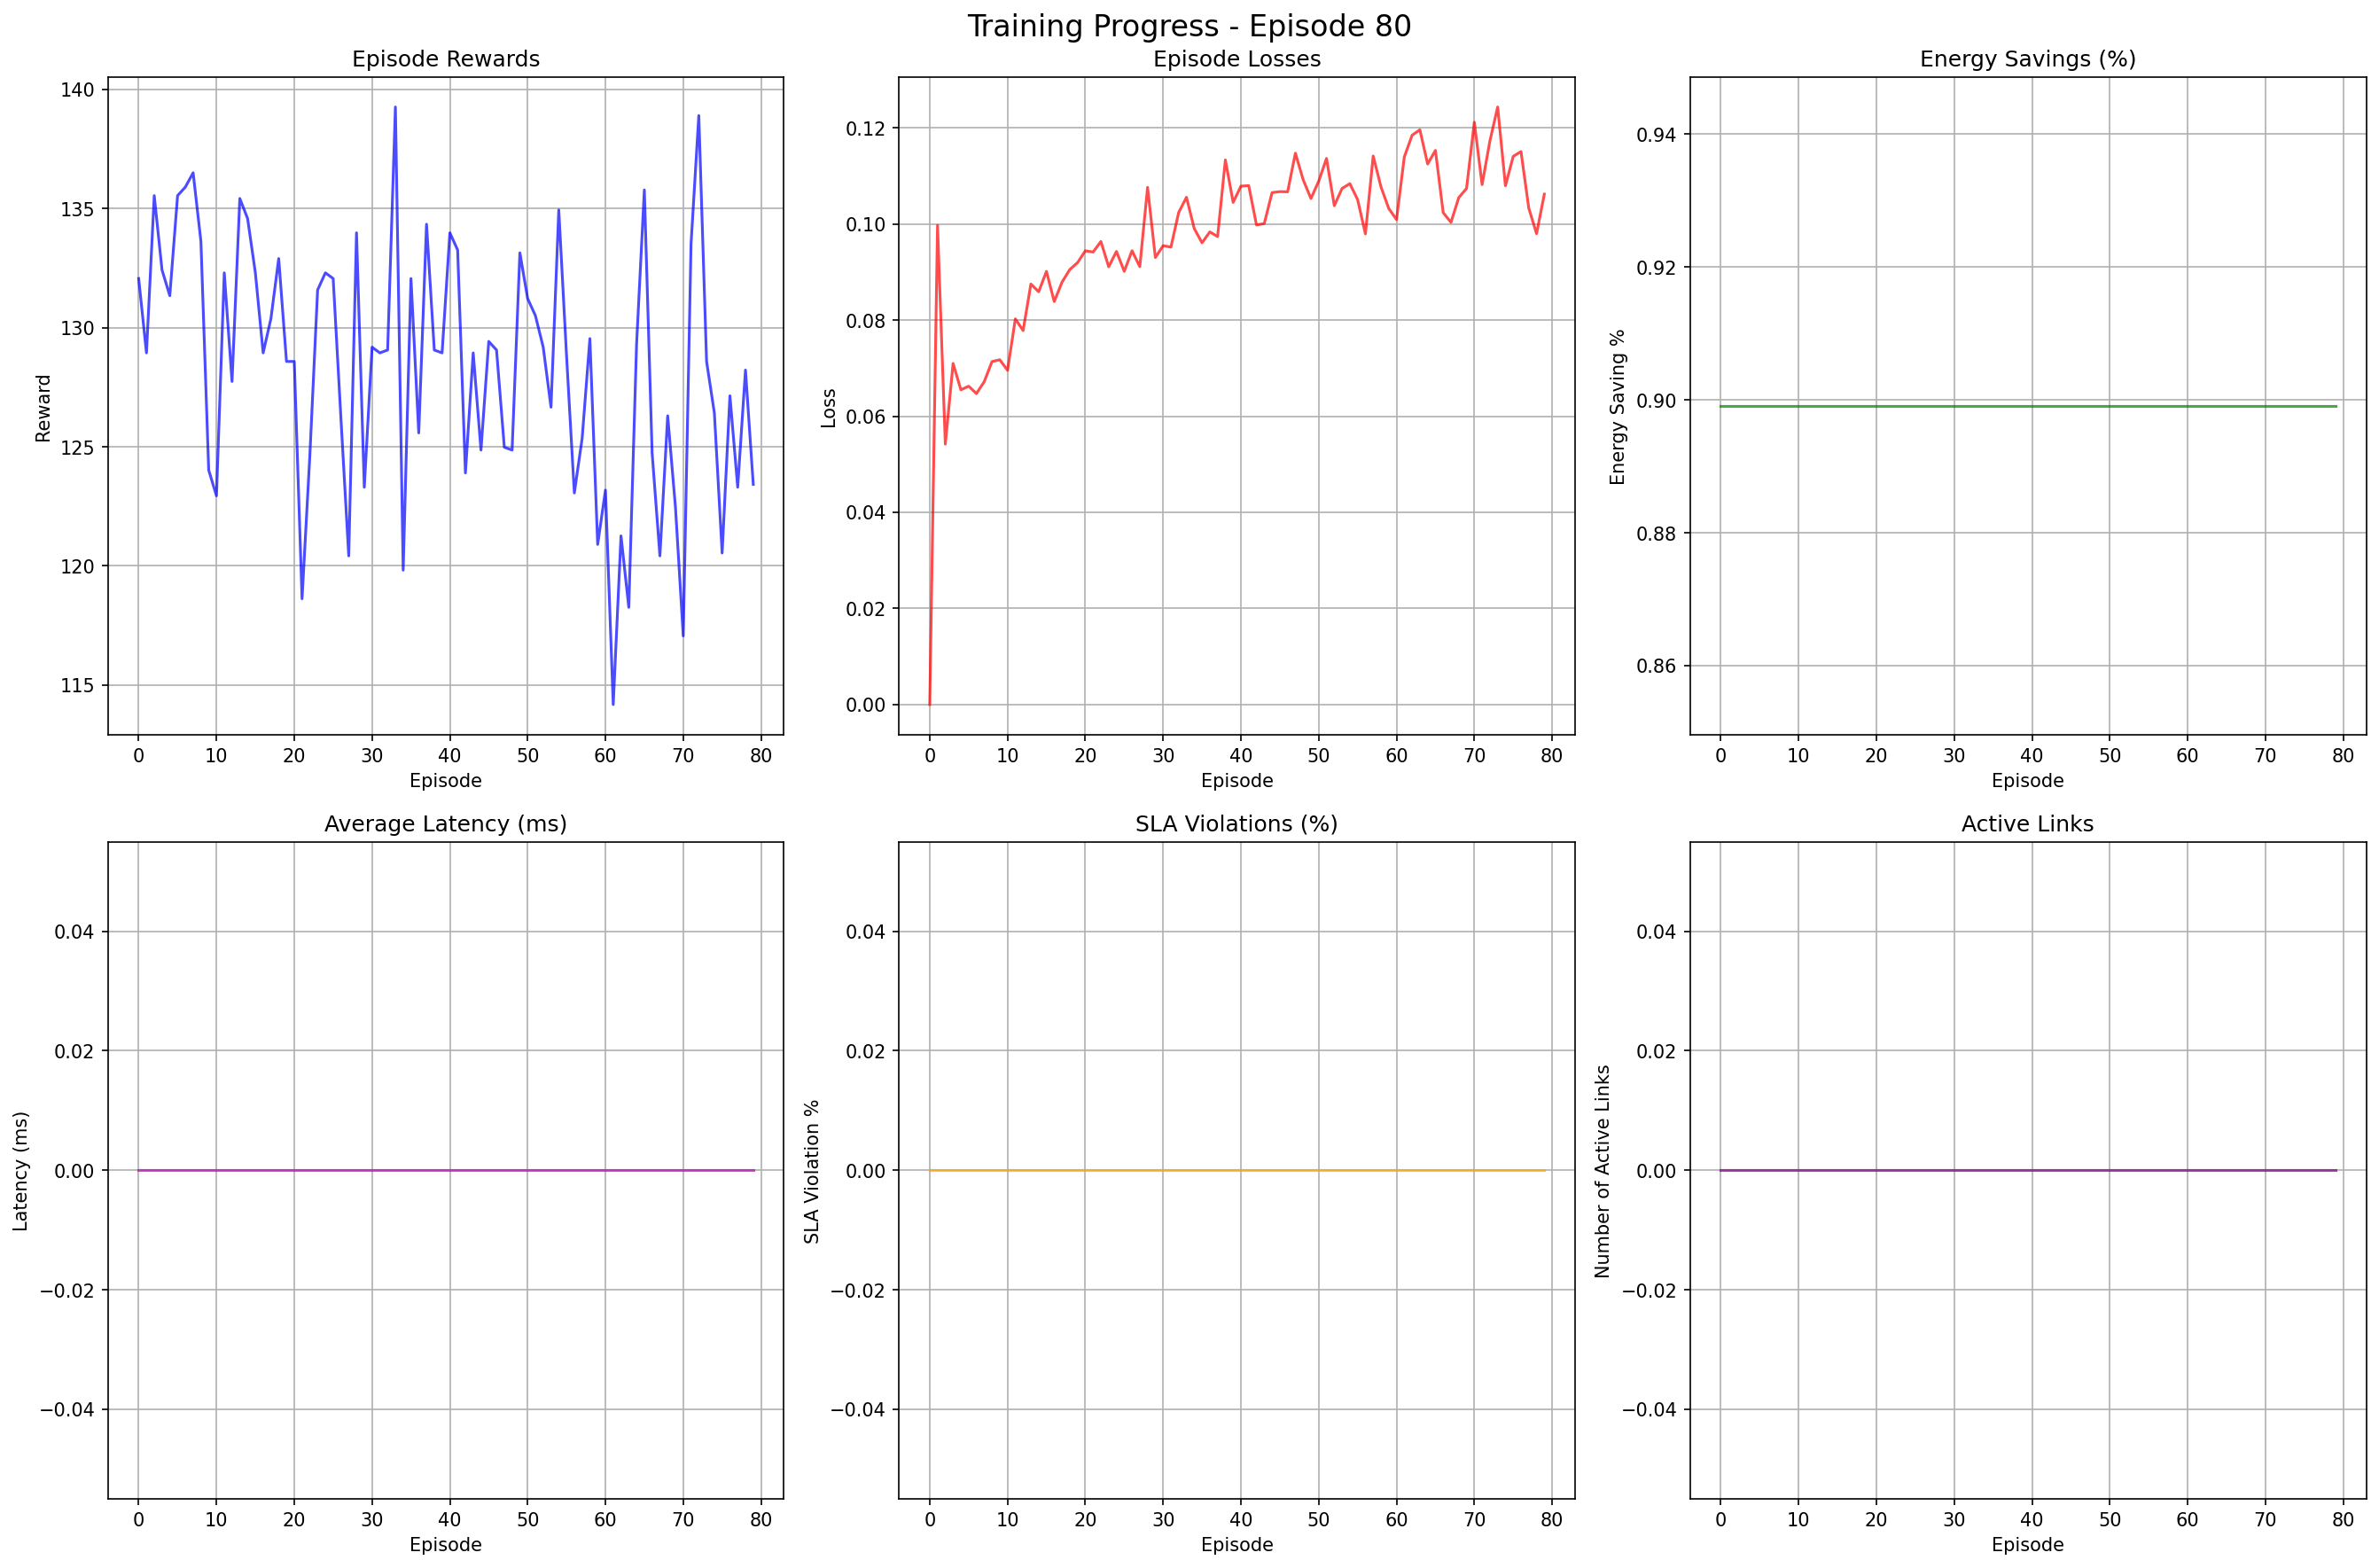 Training Progress - Episode 80
Episode Rewards
140
135
130
125
120
115
Reward
0 10 20 30 40 50 60 70 80
Episode
Episode Losses
0.12
0.10
0.08
0.06
0.04
0.02
0.00
Loss
0 10 20 30 40 50 60 70 80
Episode
Energy Savings (%)
0.94
0.92
0.90
0.88
0.86
Energy Saving %
0 10 20 30 40 50 60 70 80
Episode
Average Latency (ms)
0.04
0.02
0.00
−0.02
−0.04
Latency (ms)
0 10 20 30 40 50 60 70 80
Episode
SLA Violations (%)
0.04
0.02
0.00
−0.02
−0.04
SLA Violation %
0 10 20 30 40 50 60 70 80
Episode
Active Links
0.04
0.02
0.00
−0.02
−0.04
Number of Active Links
0 10 20 30 40 50 60 70 80
Episode